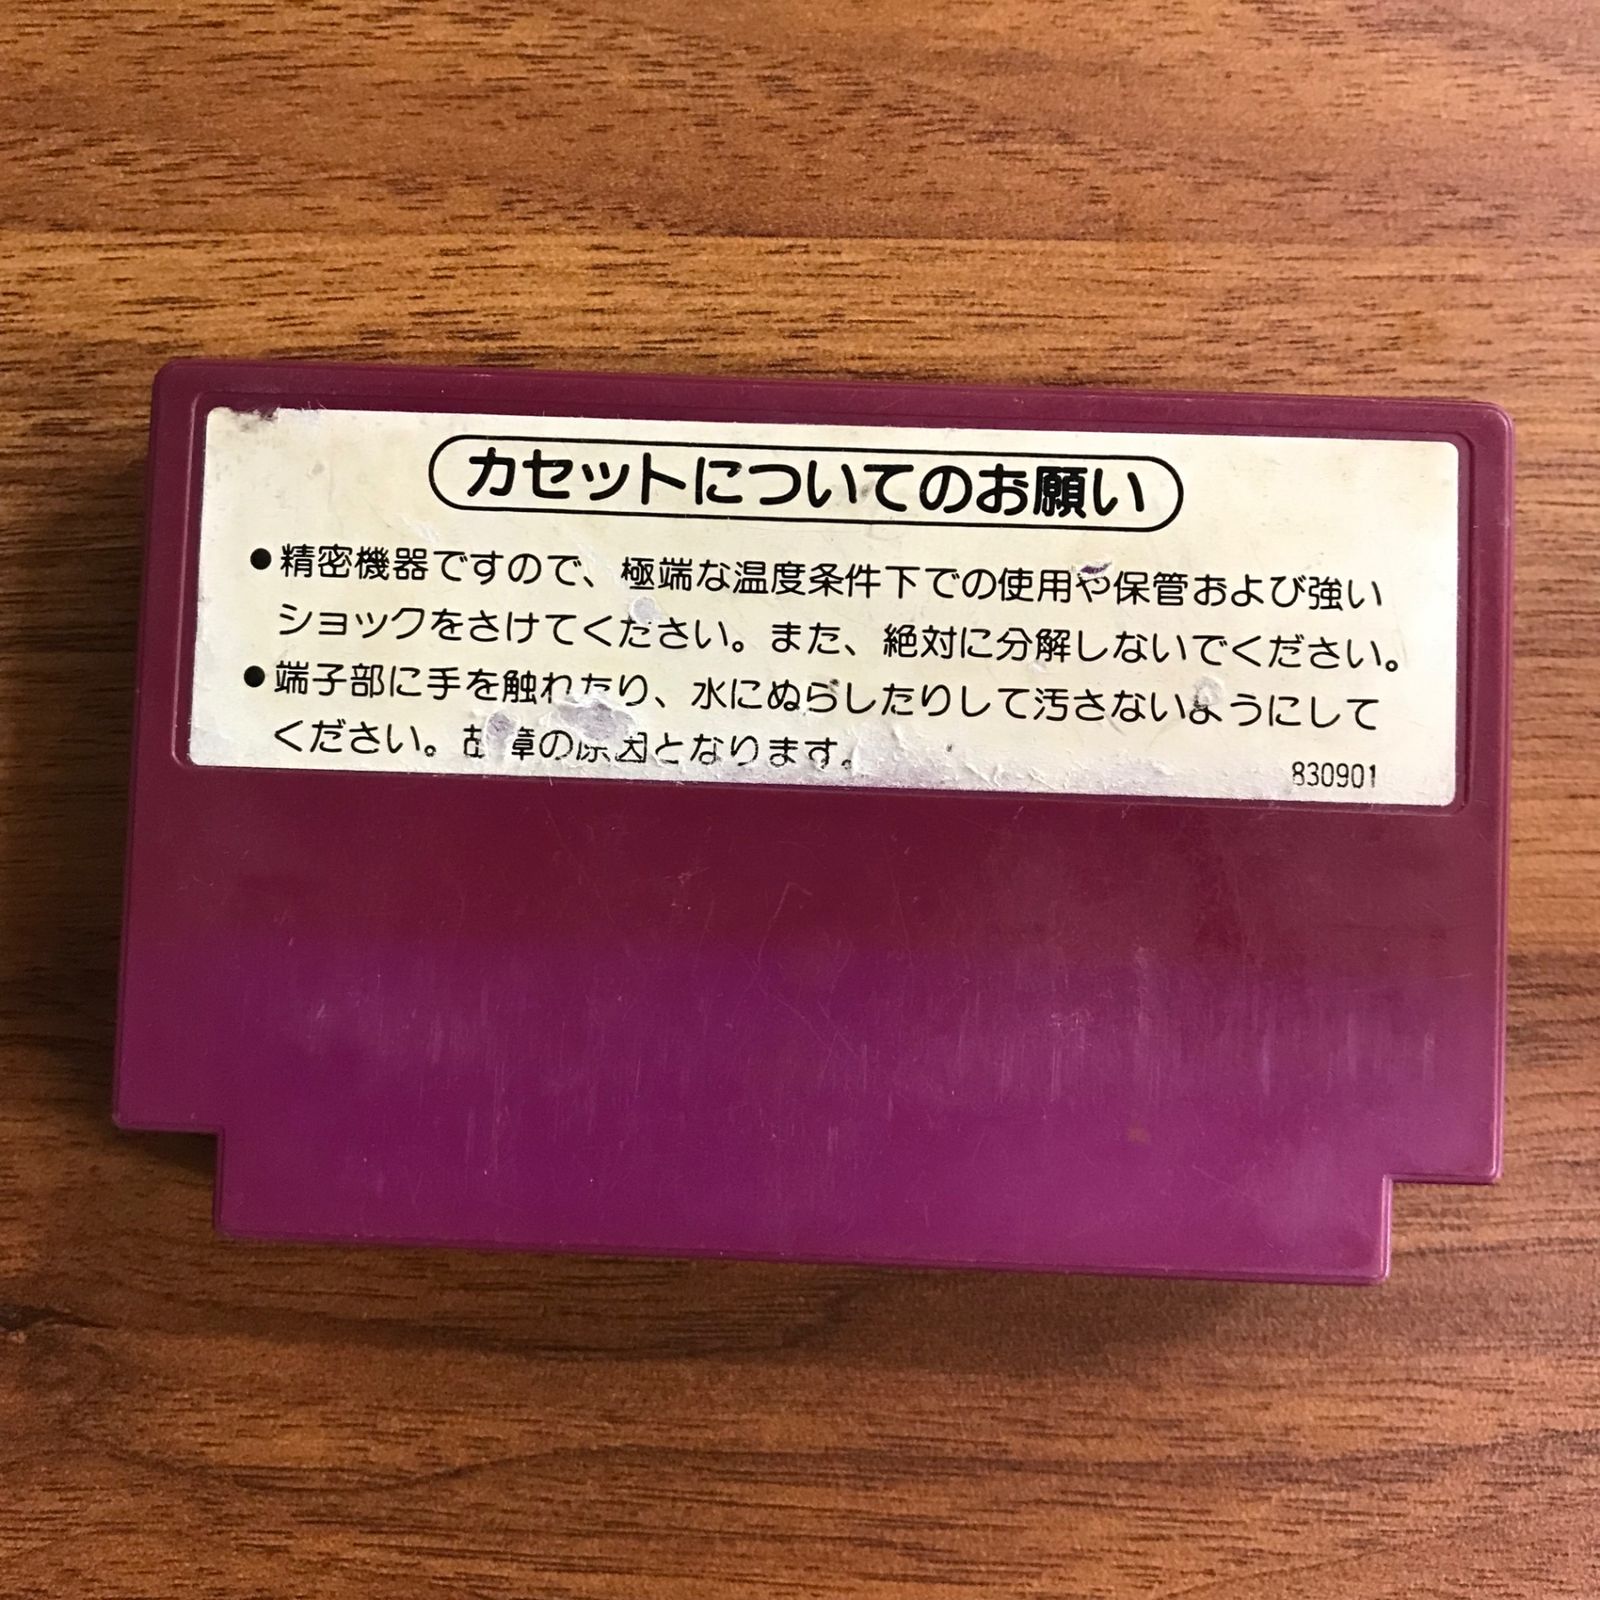 カセットについてのお願い
●精密機器ですので、極端な温度条件下での使用や保管および強い
ショックをさけてください。また、絶対に分解しないでください。
●端子部に手を触れたり、水にぬらしたりして汚さないようにして
ください。故障の原因となります。
830901